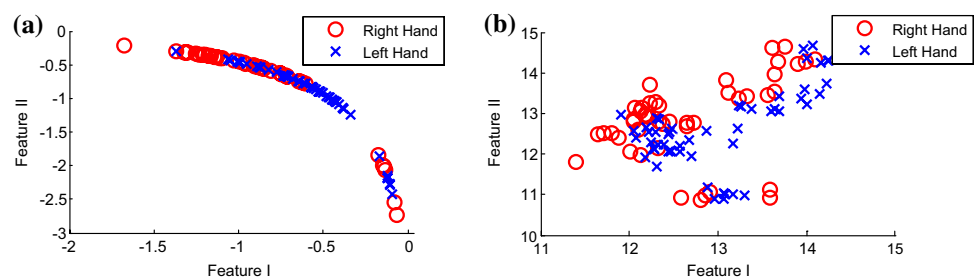 (a)
Right Hand
Left Hand
Feature II
0
-0.5
-1
-1.5
-2
-2.5
-3
-2
-1.5
-1
-0.5
0
Feature I
(b)
Right Hand
Left Hand
Feature II
15
14
13
12
11
10
11
12
13
14
15
Feature I